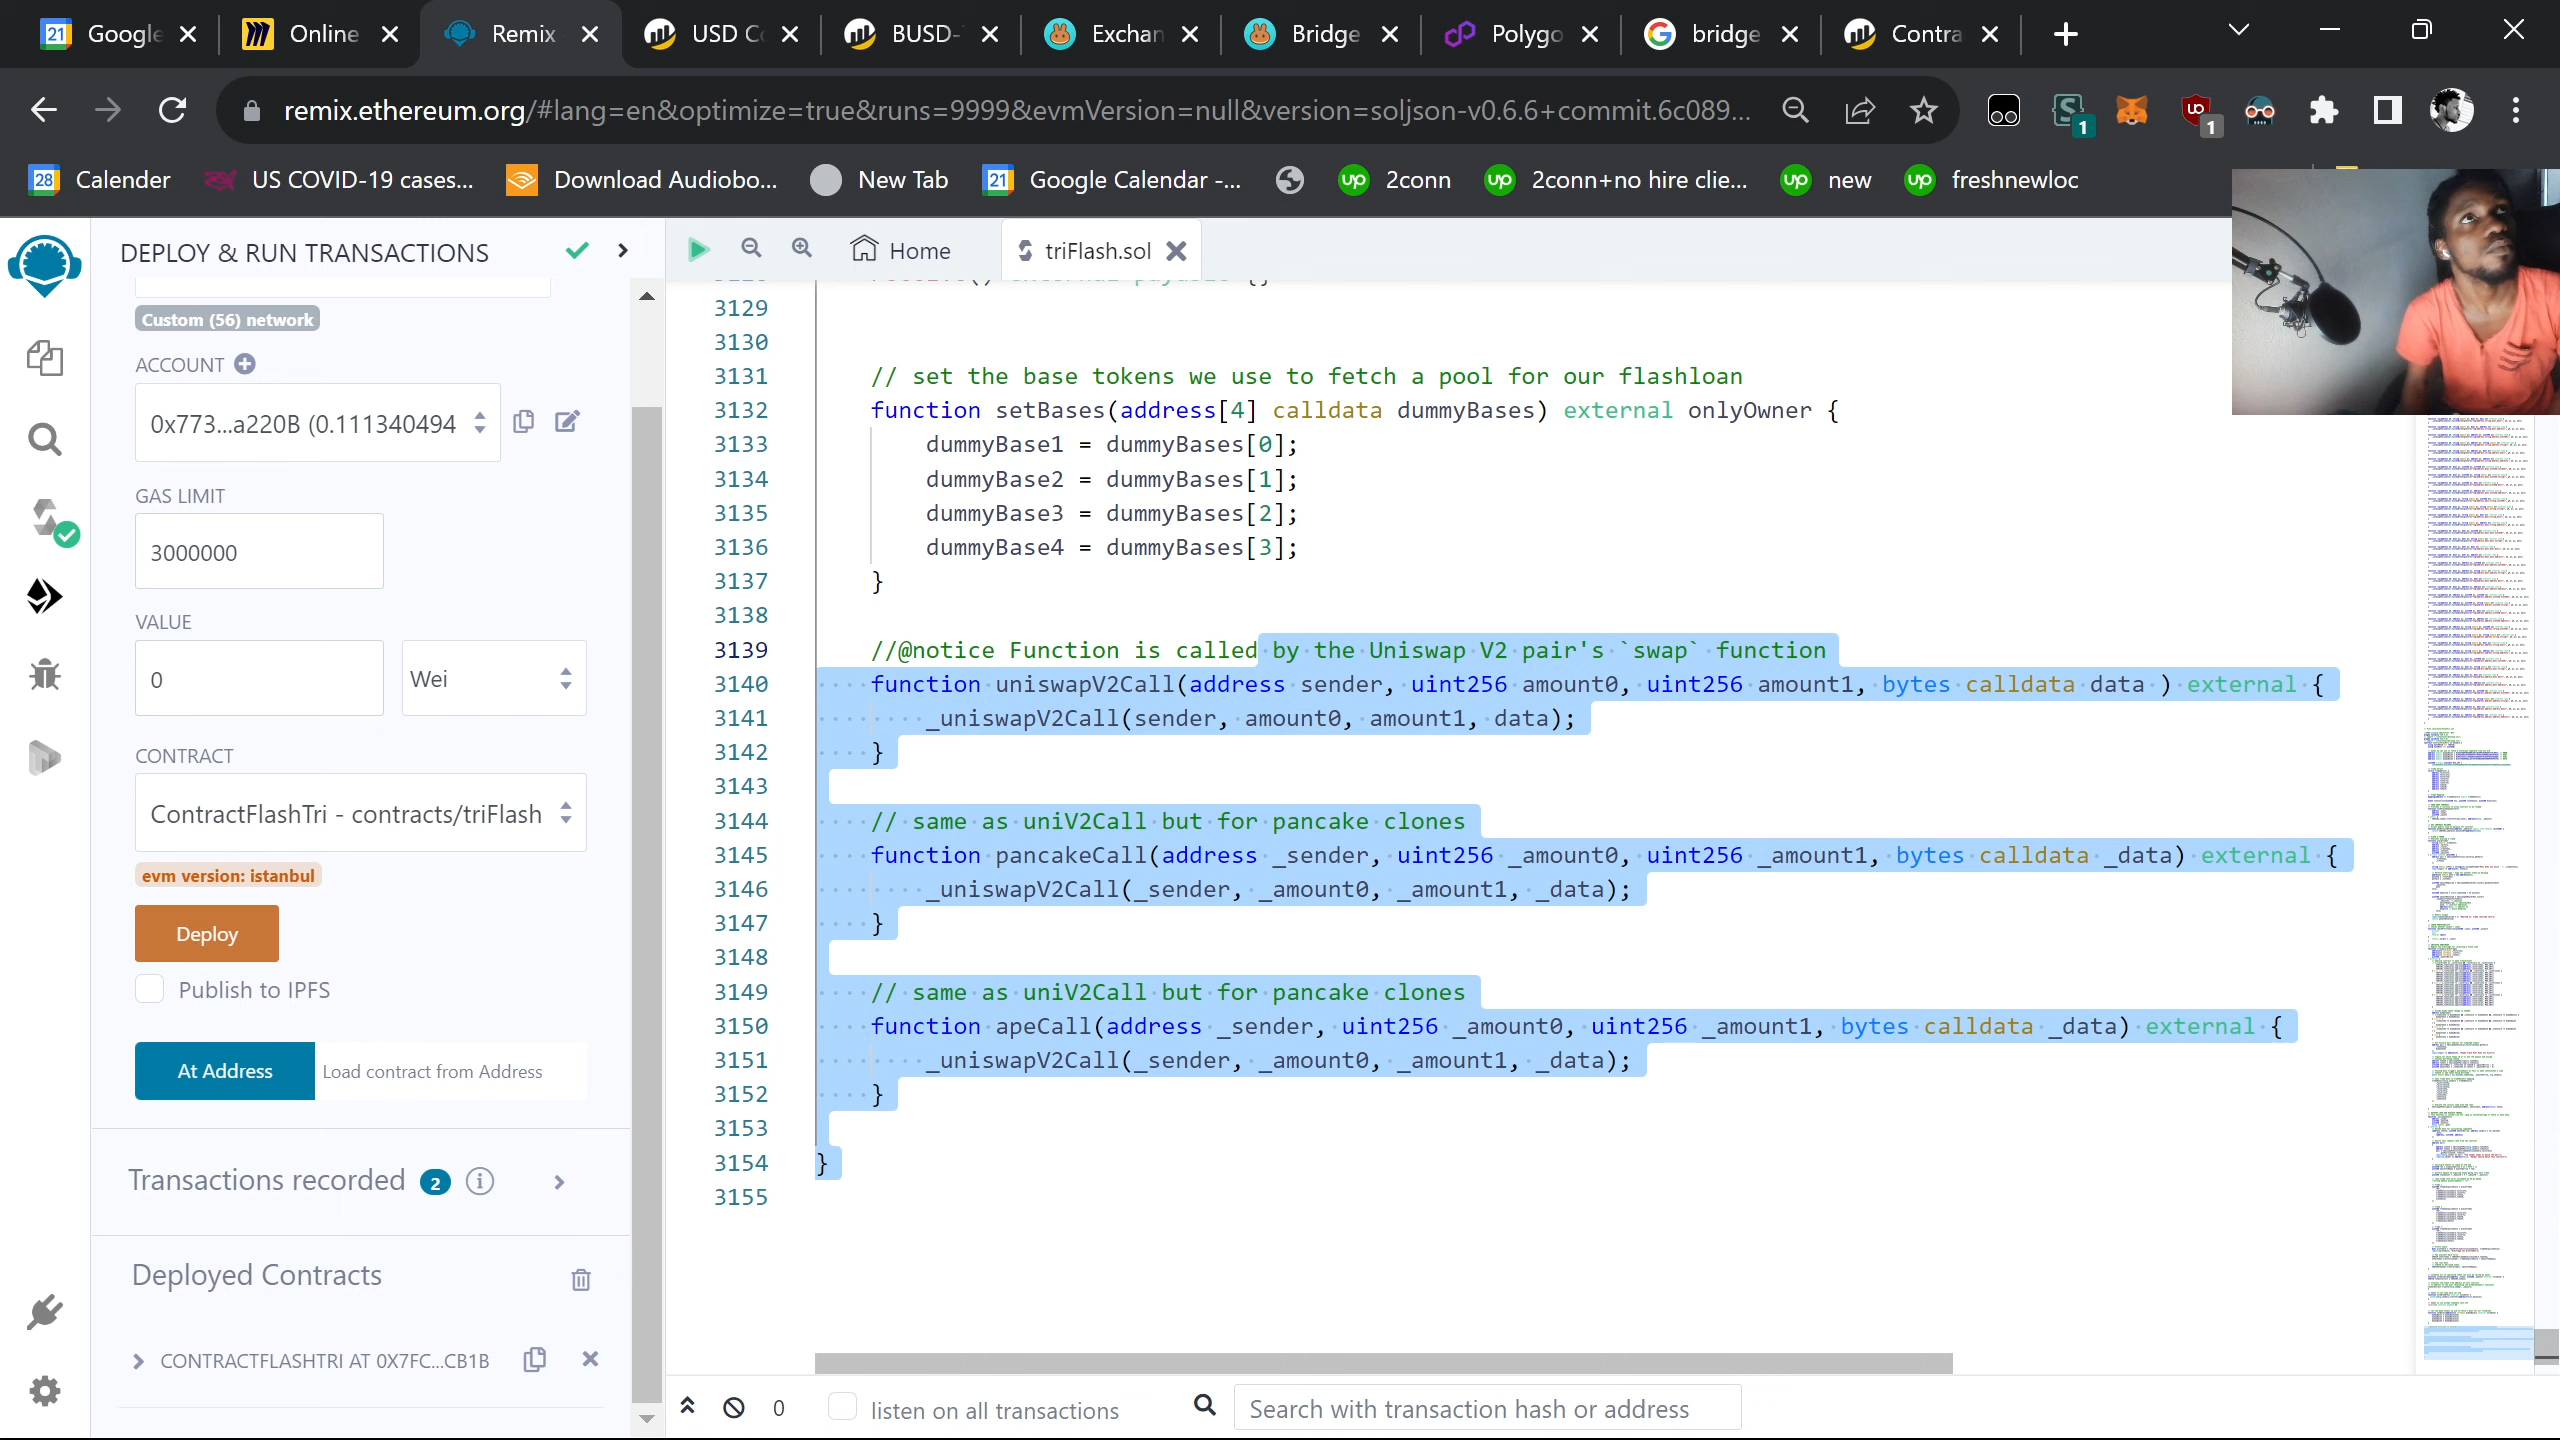 Google
Online
Remix
USD C
BUSD-
Exchan
Bridge
Polygo
bridge
Contra
remix.ethereum.org/#lang=en&optimize=true&runs=9999&evmVersion=null&version=soljson-v0.6.6+commit.6c089...
1
1
28 Calender
US COVID-19 cases...
Download Audiobo...
New Tab
21 Google Calendar -...
up 2conn
up 2conn+no hire clie...
up new
up freshnewloc
DEPLOY & RUN TRANSACTIONS
Custom (56) network
ACCOUNT
0x773...a220B (0.111340494
GAS LIMIT
3000000
VALUE
0
Wei
CONTRACT
ContractFlashTri - contracts/triFlash
evm version: istanbul
Deploy
Publish to IPFS
At Address
Load contract from Address
Transactions recorded 2
Deployed Contracts
CONTRACTFLASHTRI AT 0X7FC...CB1B
Home
triFlash.sol
3129
3130
3131 // set the base tokens we use to fetch a pool for our flashloan
3132 function setBases(address[4] calldata dummyBases) external onlyOwner {
3133 dummyBase1 = dummyBases[0];
3134 dummyBase2 = dummyBases[1];
3135 dummyBase3 = dummyBases[2];
3136 dummyBase4 = dummyBases[3];
3137 }
3138
3139 //@notice Function is called by the Uniswap V2 pair's `swap` function
3140 function uniswapV2Call(address sender, uint256 amount0, uint256 amount1, bytes calldata data ) external {
3141 _uniswapV2Call(sender, amount0, amount1, data);
3142 }
3143
3144 // same as uniV2Call but for pancake clones
3145 function pancakeCall(address _sender, uint256 _amount0, uint256 _amount1, bytes calldata _data) external {
3146 _uniswapV2Call(_sender, _amount0, _amount1, _data);
3147 }
3148
3149 // same as uniV2Call but for pancake clones
3150 function apeCall(address _sender, uint256 _amount0, uint256 _amount1, bytes calldata _data) external {
3151 _uniswapV2Call(_sender, _amount0, _amount1, _data);
3152 }
3153
3154 }
3155
0
listen on all transactions
Search with transaction hash or address